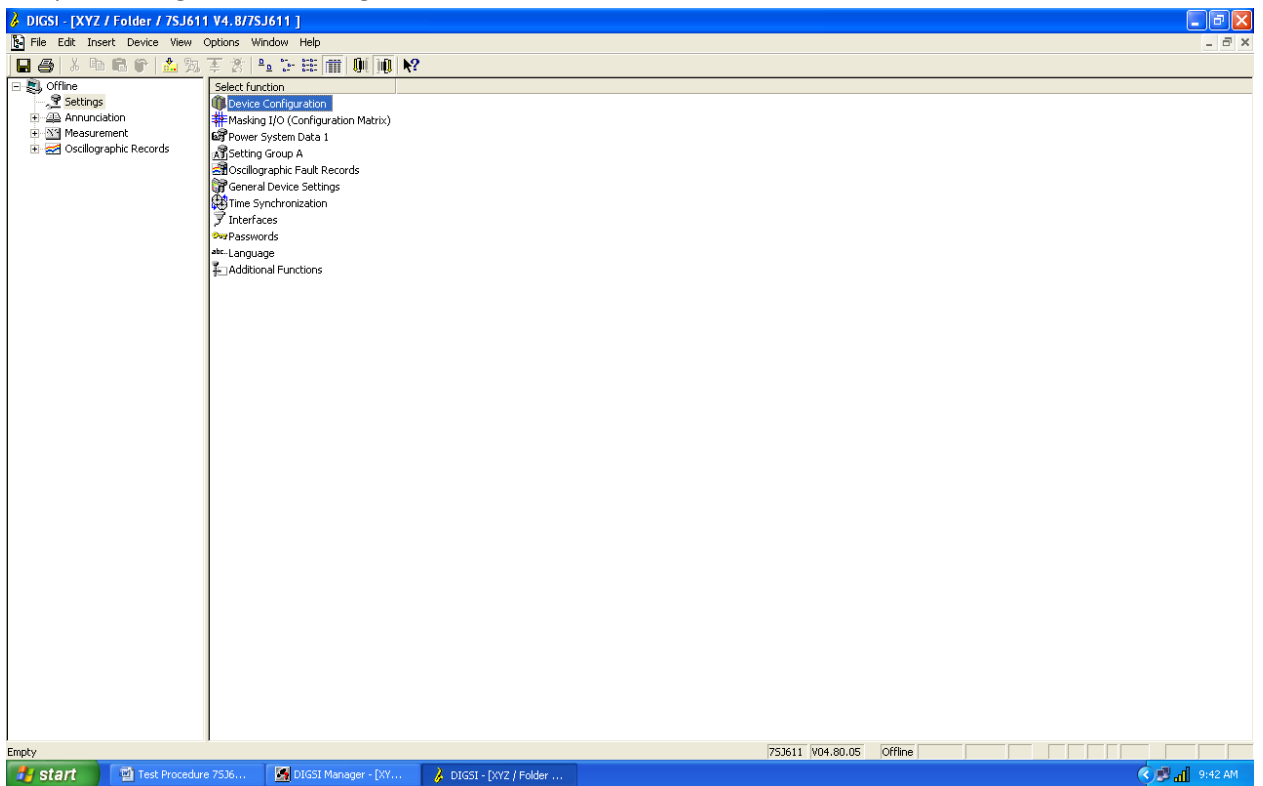 DIGSI - [XYZ / Folder / 7SJ611 V4.8/7SJ611 ]
File Edit Insert Device View Options Window Help
Offline
Settings
Annunciation
Measurement
Oscillographic Records
Select function
Device Configuration
Masking I/O (Configuration Matrix)
Power System Data 1
Setting Group A
Oscillographic Fault Records
General Device Settings
Time Synchronization
Interfaces
Passwords
abc Language
Additional Functions
Empty 7SJ611 V04.80.05 Offline
start Test Procedure 7SJ6... DIGSI Manager - [XY... DIGSI - [XYZ / Folder ... 9:42 AM